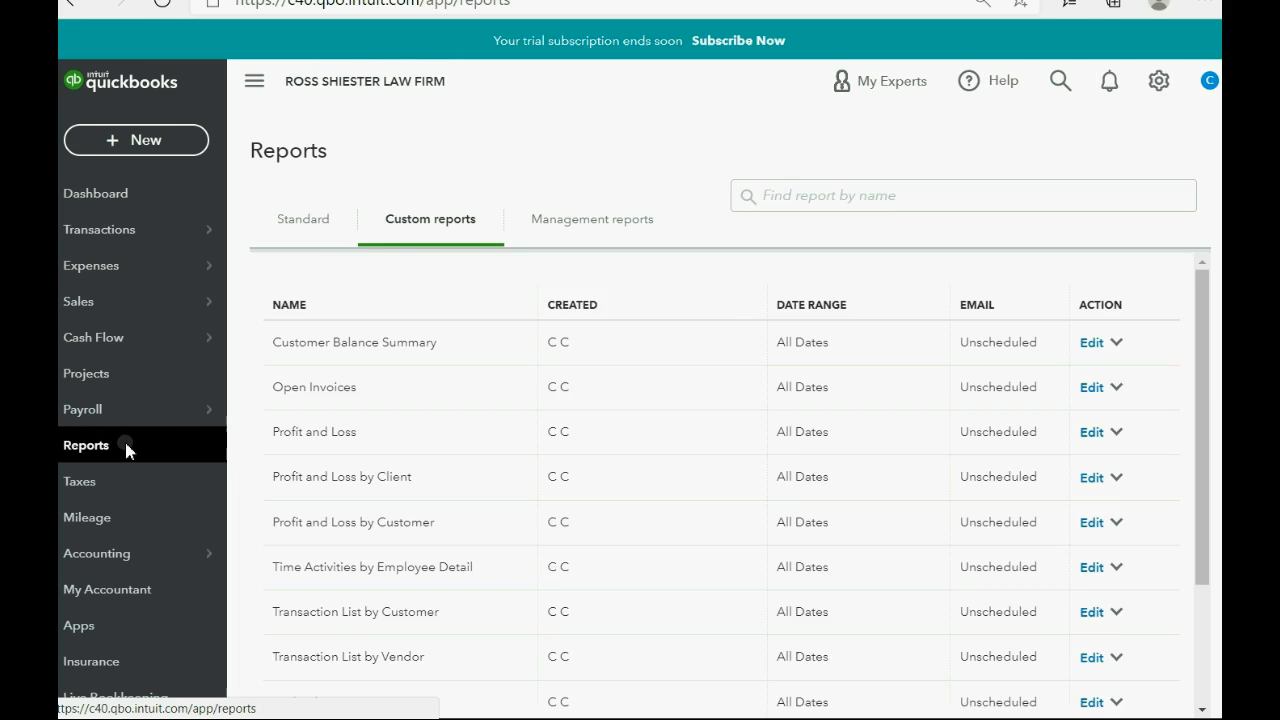 https://c40.qbo.intuit.com/app/reports
Your trial subscription ends soon Subscribe Now
qb intuit quickbooks
ROSS SHIESTER LAW FIRM
My Experts
Help
C
+ New
Dashboard
Transactions
Expenses
Sales
Cash Flow
Projects
Payroll
Reports
Taxes
Mileage
Accounting
My Accountant
Apps
Insurance
Live Bookkeeping
ttps://c40.qbo.intuit.com/app/reports
Reports
Find report by name
Standard Custom reports Management reports
NAME CREATED DATE RANGE EMAIL ACTION
Customer Balance Summary C C All Dates Unscheduled Edit
Open Invoices C C All Dates Unscheduled Edit
Profit and Loss C C All Dates Unscheduled Edit
Profit and Loss by Client C C All Dates Unscheduled Edit
Profit and Loss by Customer C C All Dates Unscheduled Edit
Time Activities by Employee Detail C C All Dates Unscheduled Edit
Transaction List by Customer C C All Dates Unscheduled Edit
Transaction List by Vendor C C All Dates Unscheduled Edit
C C All Dates Unscheduled Edit